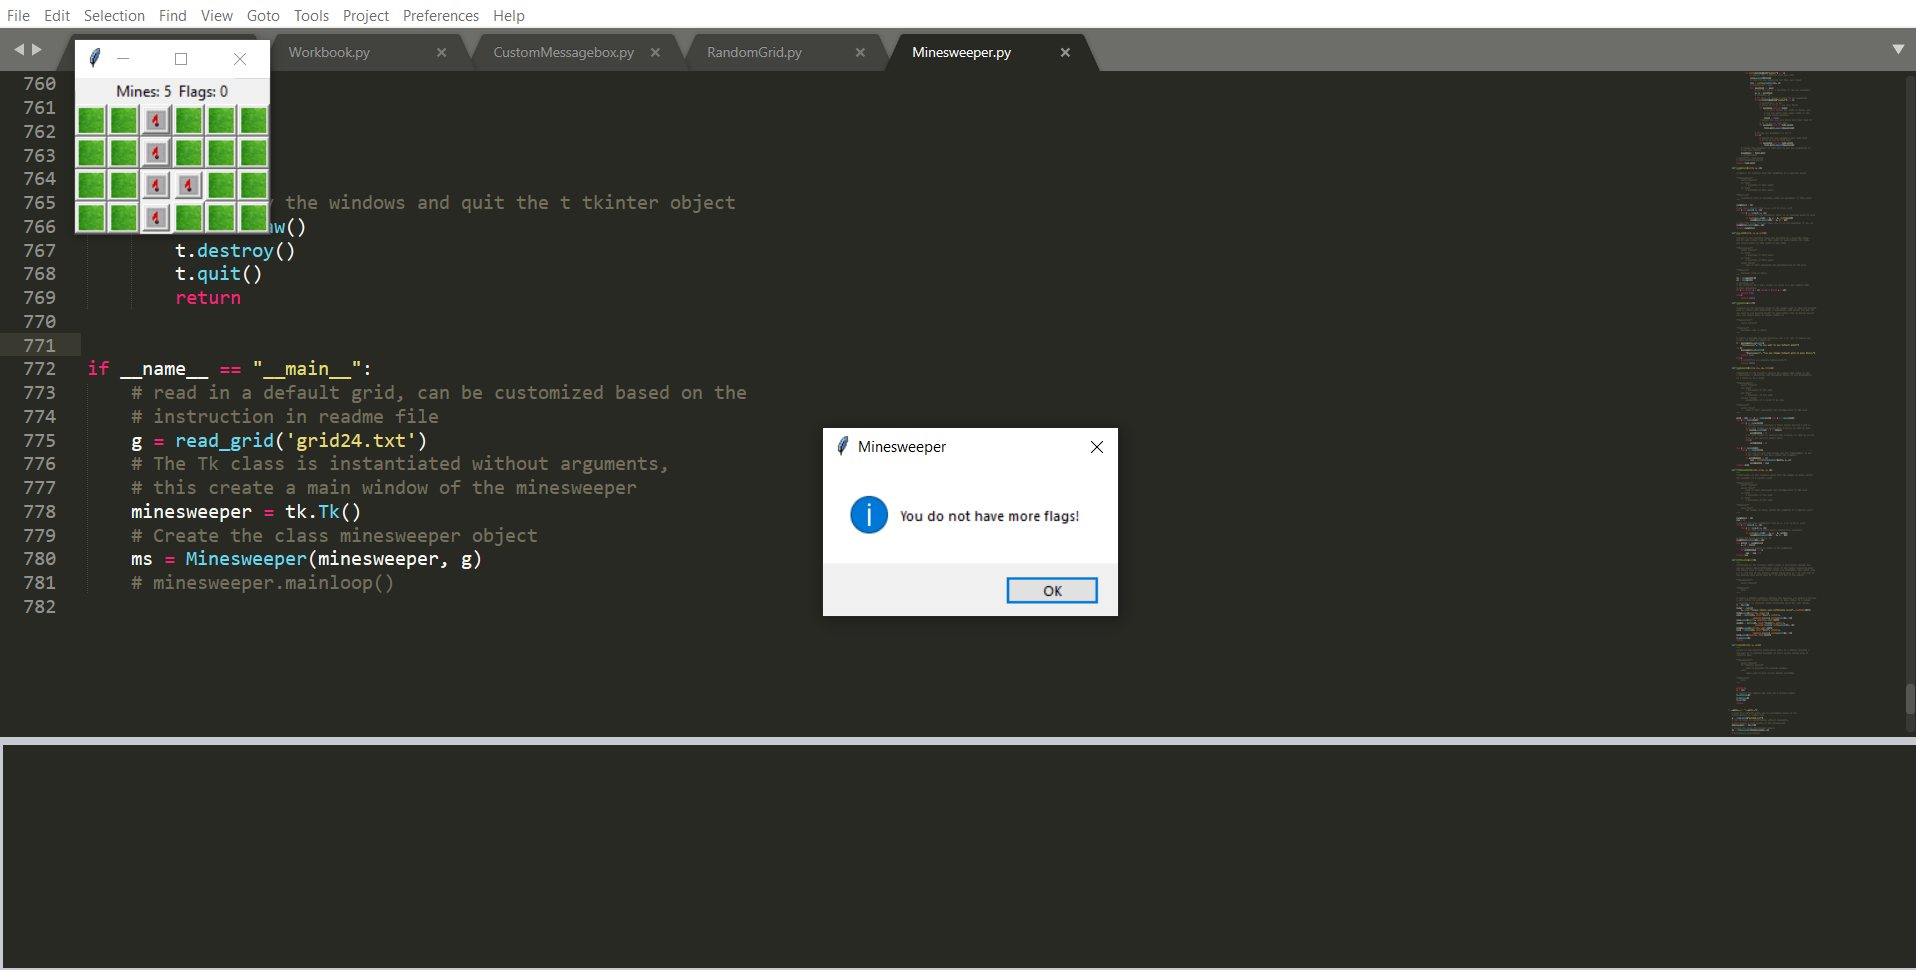 File Edit Selection Find View Goto Tools Project Preferences Help
Workbook.py CustomMessagebox.py RandomGrid.py Minesweeper.py
Mines: 5 Flags: 0
760
761
762
763
764
765 the windows and quit the t tkinter object
766 aw()
767 t.destroy()
768 t.quit()
769 return
770
771
772 if __name__ == "__main__":
773 # read in a default grid, can be customized based on the
774 # instruction in readme file
775 g = read_grid('grid24.txt')
776 # The Tk class is instantiated without arguments,
777 # this create a main window of the minesweeper
778 minesweeper = tk.Tk()
779 # Create the class minesweeper object
780 ms = Minesweeper(minesweeper, g)
781 # minesweeper.mainloop()
782
Minesweeper
You do not have more flags!
OK